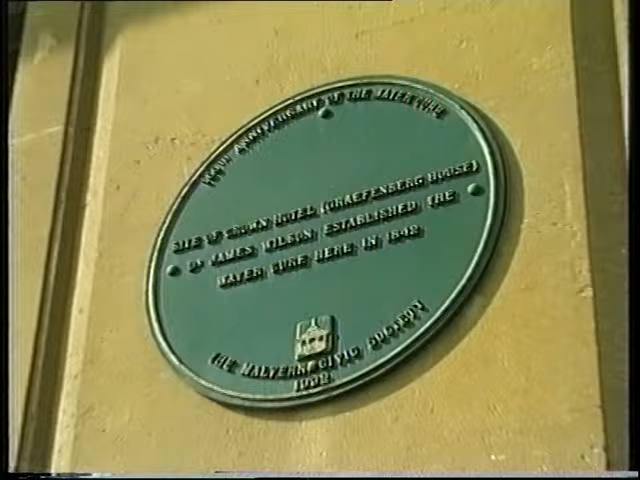 150TH ANNIVERSARY OF THE WATER CURE
SITE OF CROWN HOTEL (GRAEFENBERG HOUSE)
DR JAMES WILSON ESTABLISHED THE
WATER CURE HERE IN 1842
THE MALVERN CIVIC SOCIETY
1992